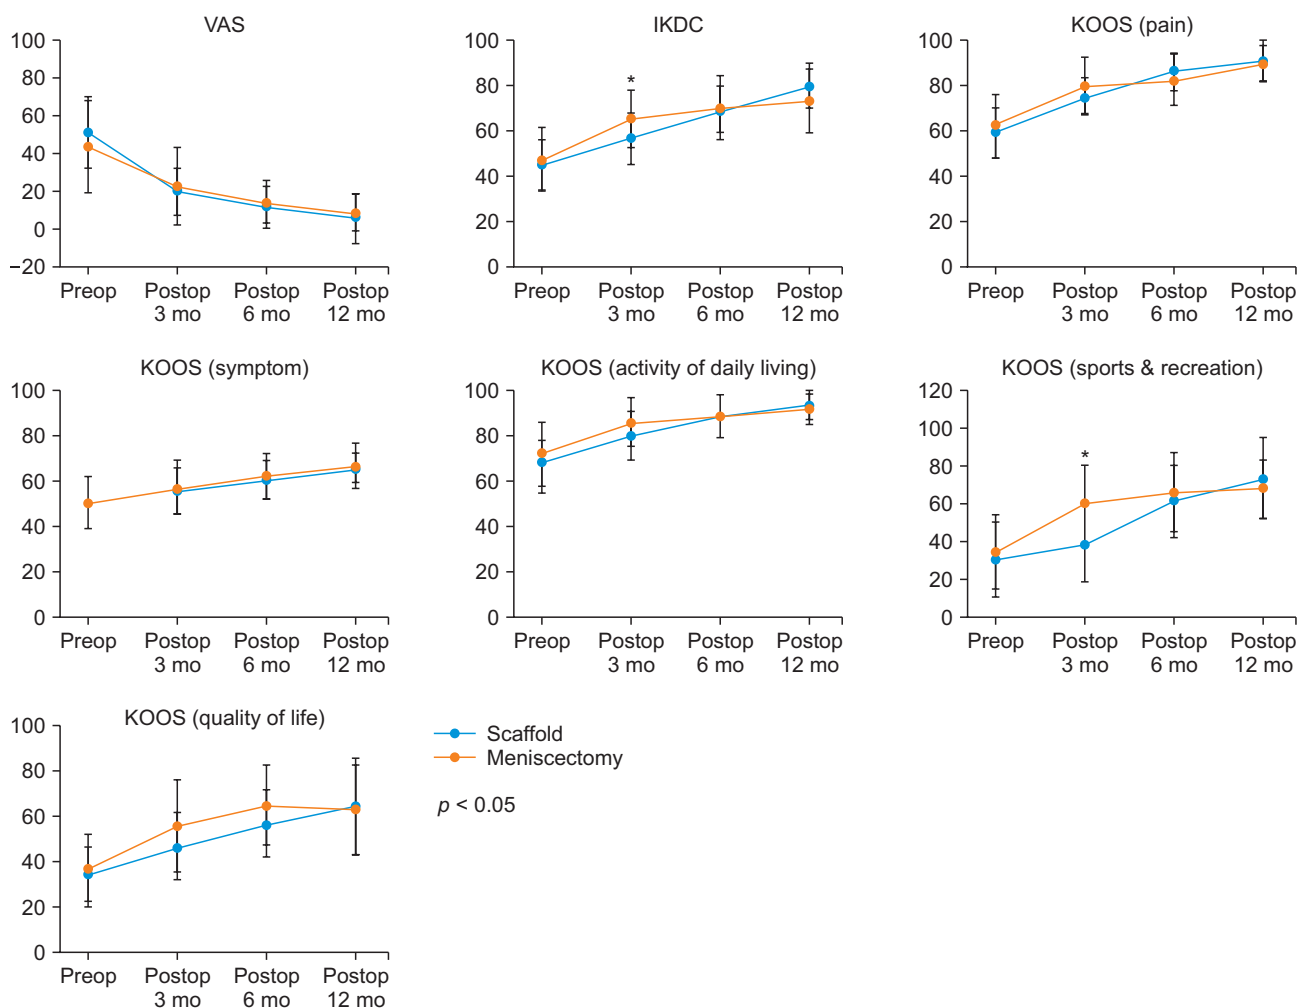 VAS
100
80
60
40
20
0
−20
Preop Postop Postop Postop
3 mo 6 mo 12 mo
IKDC
100
80
60
40
20
0
*
Preop Postop Postop Postop
3 mo 6 mo 12 mo
KOOS (pain)
100
80
60
40
20
0
Preop Postop Postop Postop
3 mo 6 mo 12 mo
KOOS (symptom)
100
80
60
40
20
0
Preop Postop Postop Postop
3 mo 6 mo 12 mo
KOOS (activity of daily living)
100
80
60
40
20
0
Preop Postop Postop Postop
3 mo 6 mo 12 mo
KOOS (sports & recreation)
120
100
80
60
40
20
0
*
Preop Postop Postop Postop
3 mo 6 mo 12 mo
KOOS (quality of life)
100
80
60
40
20
0
Preop Postop Postop Postop
3 mo 6 mo 12 mo
Scaffold
Meniscectomy
p < 0.05